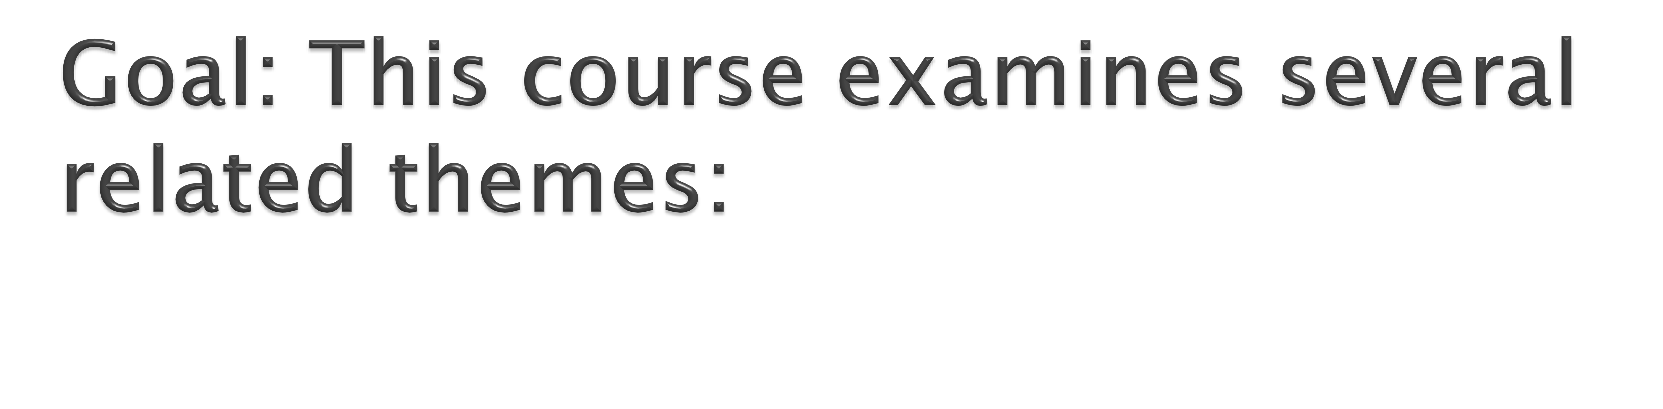 Goal: This course examines several
related themes: